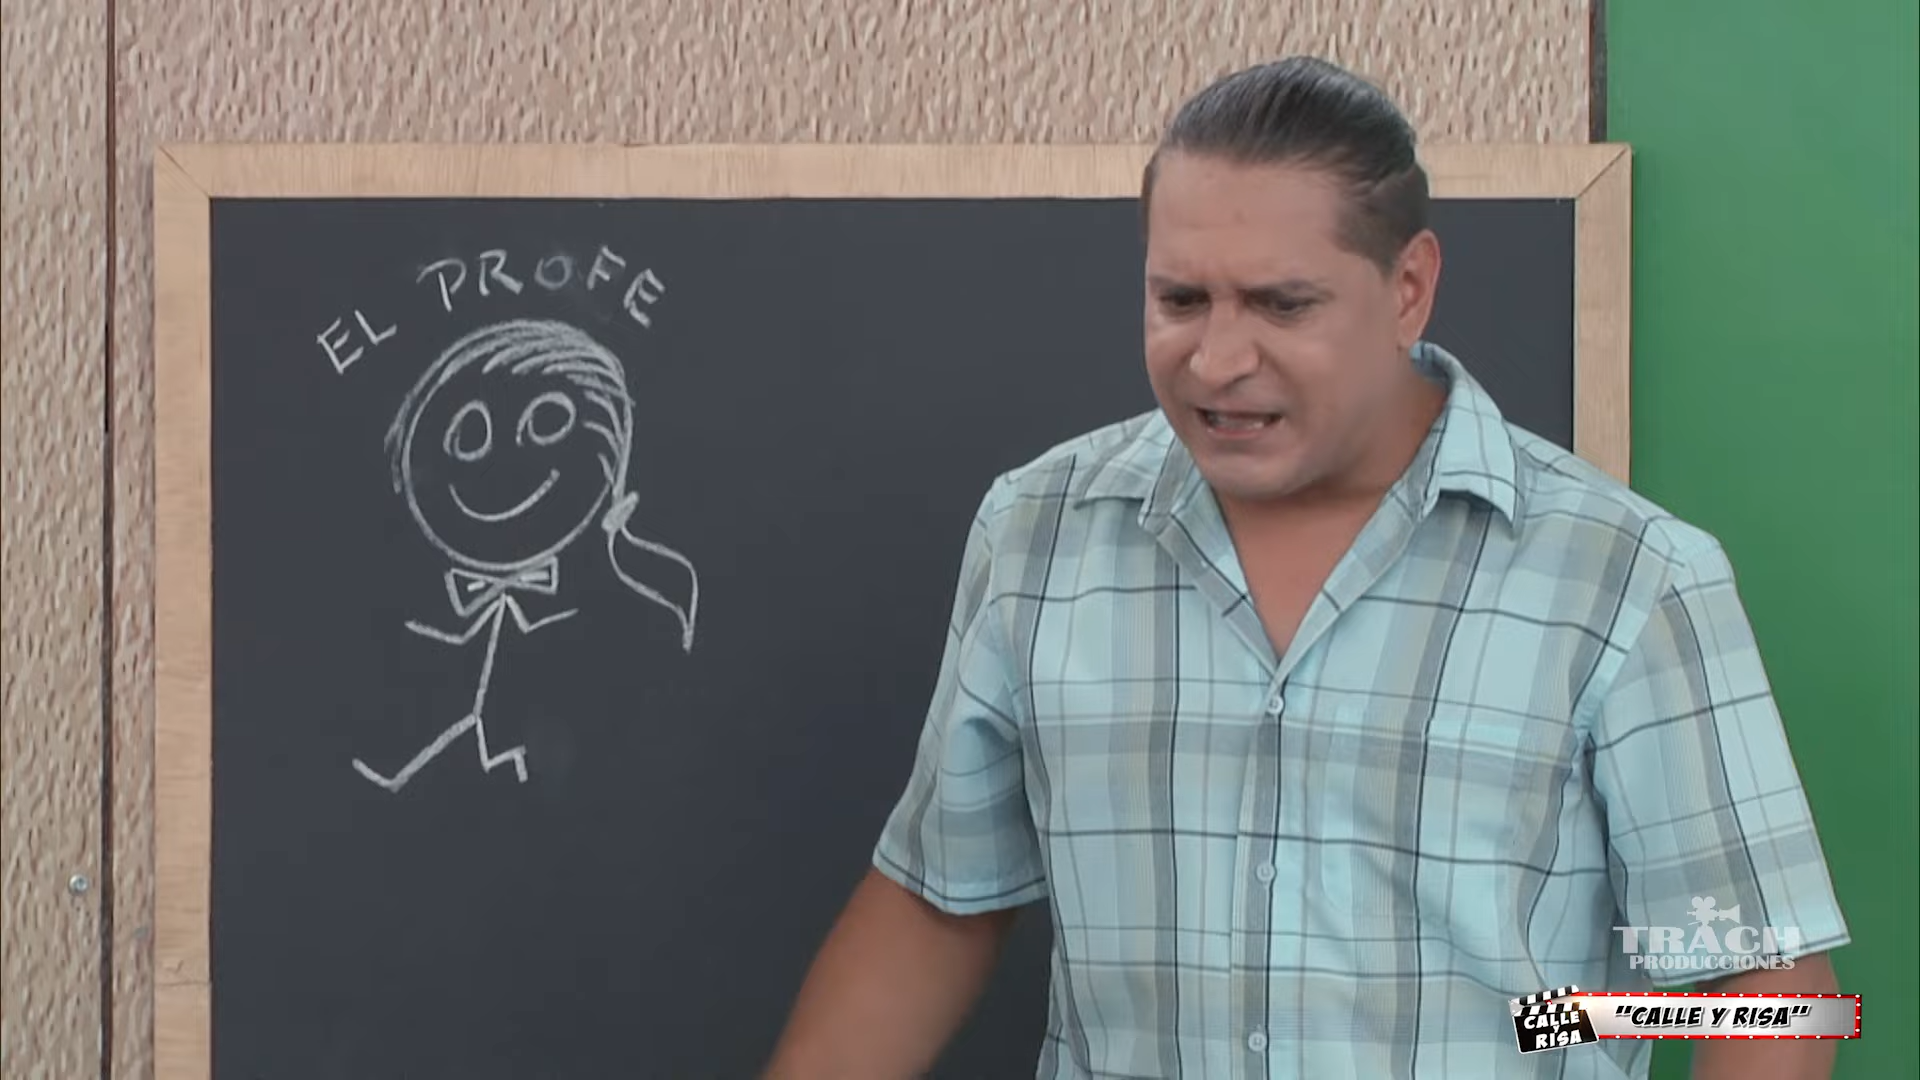 EL PROFE
TRACH
PRODUCCIONES
CALLE
Y
RISA
"CALLE Y RISA"